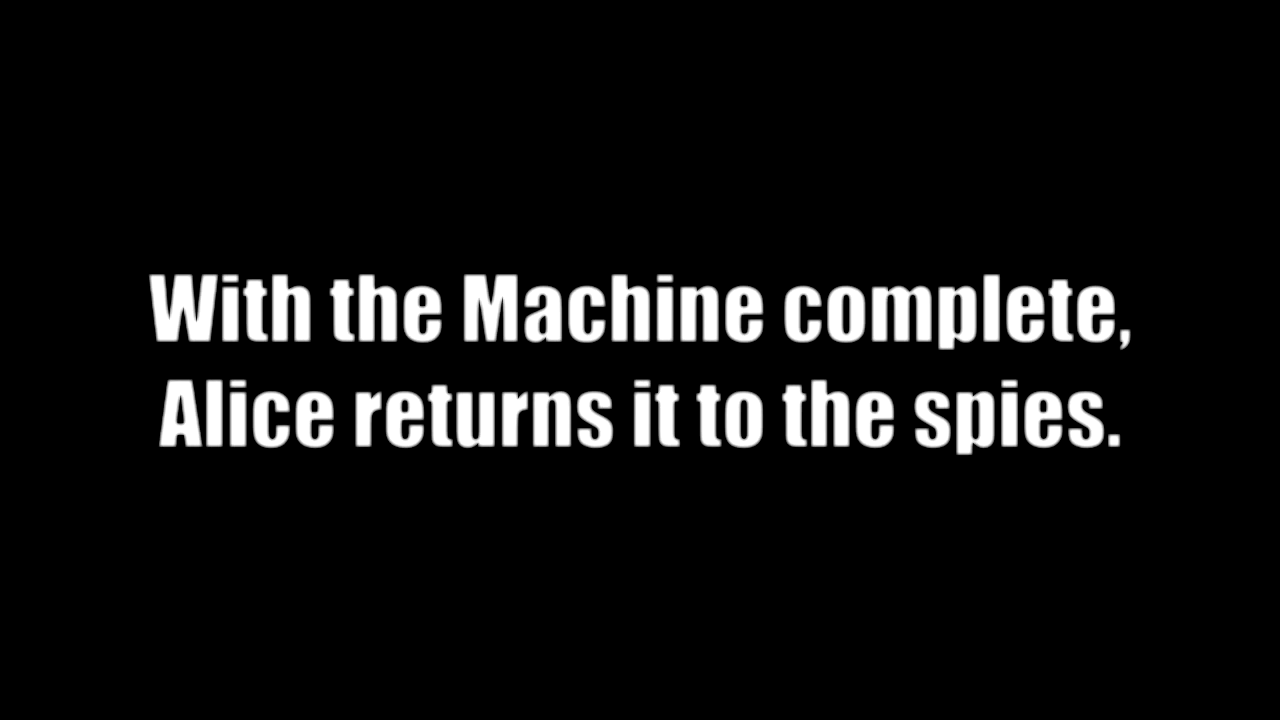 With the Machine complete,
Alice returns it to the spies.